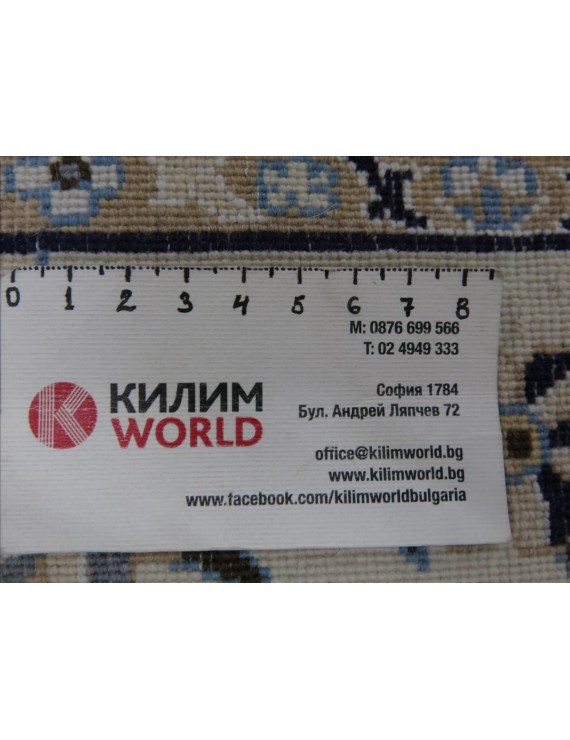 0 1 2 3 4 5 6 7 8
M: 0876 699 566
T: 02 4949 333
КИЛИМ
WORLD
София 1784
Бул. Андрей Ляпчев 72
office@kilimworld.bg
www.kilimworld.bg
www.facebook.com/kilimworldbulgaria